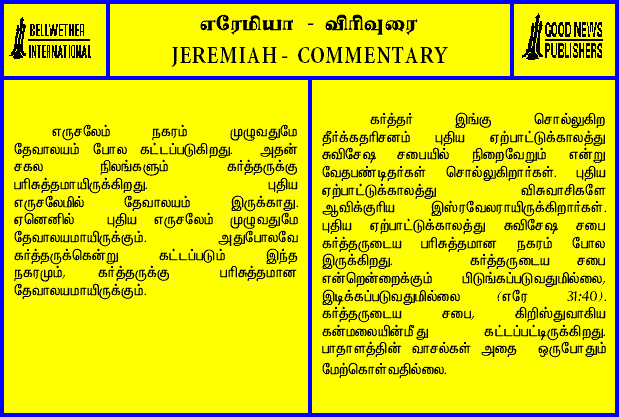 BELLWETHER
INTERNATIONAL
எரேமியா - விரிவுரை
JEREMIAH - COMMENTARY
GOOD NEWS
PUBLISHERS
எருசலேம் நகரம் முழுவதுமே
தேவாலயம் போல கட்டப்படுகிறது. அதன்
சகல நிலங்களும் கர்த்தருக்கு
பரிசுத்தமாயிருக்கிறது. புதிய
எருசலேமில் தேவாலயம் இருக்காது.
ஏனெனில் புதிய எருசலேம் முழுவதுமே
தேவாலயமாயிருக்கும். அதுபோலவே
கர்த்தருக்கென்று கட்டப்படும் இந்த
நகரமும், கர்த்தருக்கு பரிசுத்தமான
தேவாலயமாயிருக்கும்.
கர்த்தர் இங்கு சொல்லுகிற
தீர்க்கதரிசனம் புதிய ஏற்பாட்டுக்காலத்து
சுவிசேஷ சபையில் நிறைவேறும் என்று
வேதபண்டிதர்கள் சொல்லுகிறார்கள். புதிய
ஏற்பாட்டுக்காலத்து விசுவாசிகளே
ஆவிக்குரிய இஸ்ரவேலராயிருக்கிறார்கள்.
புதிய ஏற்பாட்டுக்காலத்து சுவிசேஷ சபை
கர்த்தருடைய பரிசுத்தமான நகரம் போல
இருக்கிறது. கர்த்தருடைய சபை
என்றென்றைக்கும் பிடுங்கப்படுவதுமில்லை,
இடிக்கப்படுவதுமில்லை (எரே 31:40).
கர்த்தருடைய சபை, கிறிஸ்துவாகிய
கன்மலையின்மீது கட்டப்பட்டிருக்கிறது.
பாதாளத்தின் வாசல்கள் அதை ஒருபோதும்
மேற்கொள்வதில்லை.